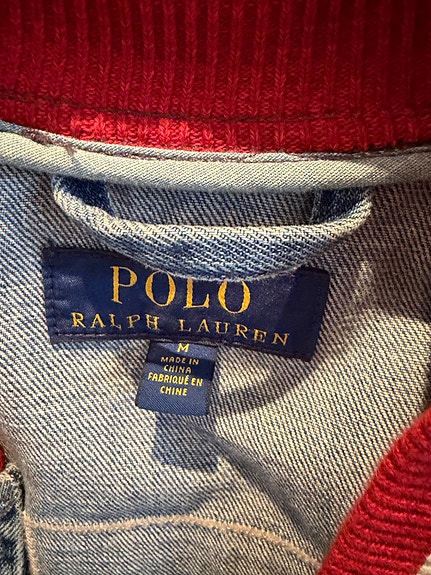 POLO
RALPH LAUREN
M
MADE IN
CHINA
FABRIQUÉ EN
CHINE